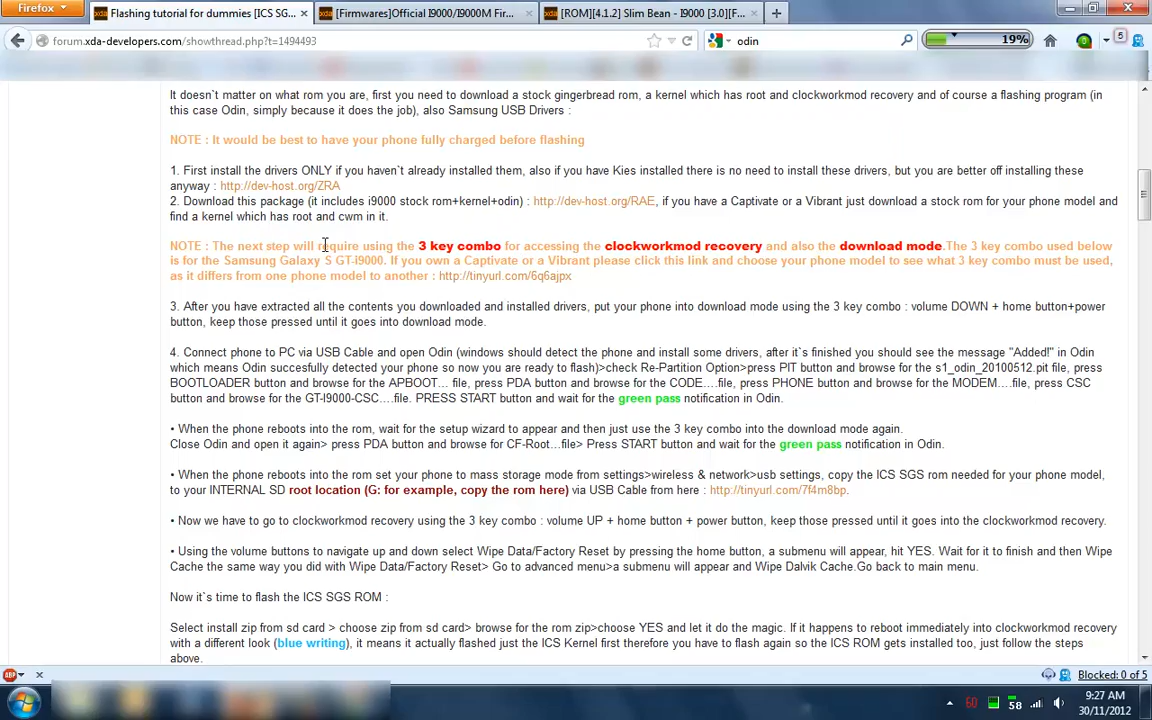 Firefox
Flashing tutorial for dummies [ICS SG...
[Firmwares]Official I9000/I9000M Firm...
[ROM][4.1.2] Slim Bean - I9000 [3.0][F...
forum.xda-developers.com/showthread.php?t=1494493
odin
19%
5
It doesn`t matter on what rom you are, first you need to download a stock gingerbread rom, a kernel which has root and clockworkmod recovery and of course a flashing program (in
this case Odin, simply because it does the job), also Samsung USB Drivers :
NOTE : It would be best to have your phone fully charged before flashing
1. First install the drivers ONLY if you haven`t already installed them, also if you have Kies installed there is no need to install these drivers, but you are better off installing these
anyway : http://dev-host.org/ZRA
2. Download this package (it includes i9000 stock rom+kernel+odin) : http://dev-host.org/RAE, if you have a Captivate or a Vibrant just download a stock rom for your phone model and
find a kernel which has root and cwm in it.
NOTE : The next step will require using the 3 key combo for accessing the clockworkmod recovery and also the download mode.The 3 key combo used below
is for the Samsung Galaxy S GT-i9000. If you own a Captivate or a Vibrant please click this link and choose your phone model to see what 3 key combo must be used,
as it differs from one phone model to another : http://tinyurl.com/6q6ajpx
3. After you have extracted all the contents you downloaded and installed drivers, put your phone into download mode using the 3 key combo : volume DOWN + home button+power
button, keep those pressed until it goes into download mode.
4. Connect phone to PC via USB Cable and open Odin (windows should detect the phone and install some drivers, after it`s finished you should see the message "Added!" in Odin
which means Odin succesfully detected your phone so now you are ready to flash)>check Re-Partition Option>press PIT button and browse for the s1_odin_20100512.pit file, press
BOOTLOADER button and browse for the APBOOT... file, press PDA button and browse for the CODE....file, press PHONE button and browse for the MODEM....file, press CSC
button and browse for the GT-I9000-CSC....file. PRESS START button and wait for the green pass notification in Odin.
• When the phone reboots into the rom, wait for the setup wizard to appear and then just use the 3 key combo into the download mode again.
Close Odin and open it again> press PDA button and browse for CF-Root...file> Press START button and wait for the green pass notification in Odin.
• When the phone reboots into the rom set your phone to mass storage mode from settings>wireless & network>usb settings, copy the ICS SGS rom needed for your phone model,
to your INTERNAL SD root location (G: for example, copy the rom here) via USB Cable from here : http://tinyurl.com/7f4m8bp.
• Now we have to go to clockworkmod recovery using the 3 key combo : volume UP + home button + power button, keep those pressed until it goes into the clockworkmod recovery.
• Using the volume buttons to navigate up and down select Wipe Data/Factory Reset by pressing the home button, a submenu will appear, hit YES. Wait for it to finish and then Wipe
Cache the same way you did with Wipe Data/Factory Reset> Go to advanced menu>a submenu will appear and Wipe Dalvik Cache.Go back to main menu.
Now it`s time to flash the ICS SGS ROM :
Select install zip from sd card > choose zip from sd card> browse for the rom zip>choose YES and let it do the magic. If it happens to reboot immediately into clockworkmod recovery
with a different look (blue writing), it means it actually flashed just the ICS Kernel first therefore you have to flash again so the ICS ROM gets installed too, just follow the steps
above.
ABP
Blocked: 0 of 5
60
58
9:27 AM
30/11/2012